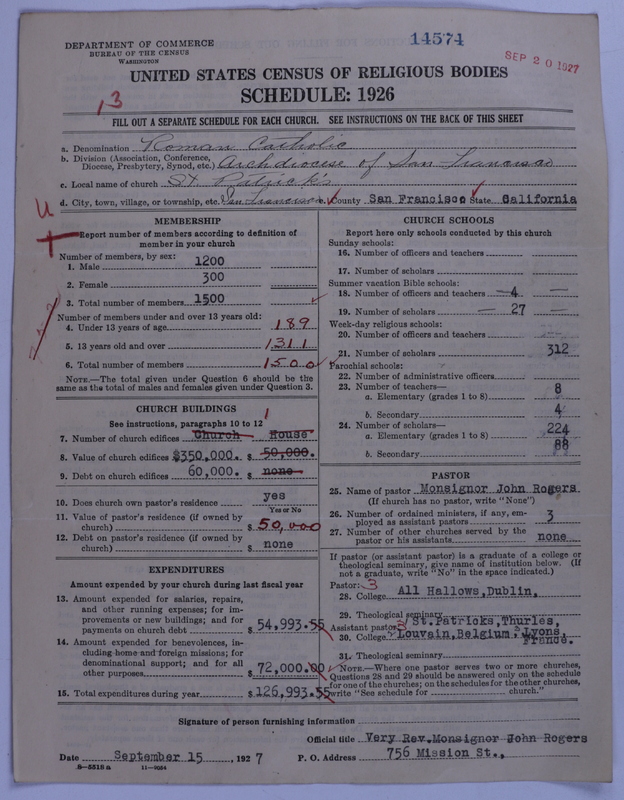 DEPARTMENT OF COMMERCE
BUREAU OF THE CENSUS
WASHINGTON
14574
SEP 20 1927
UNITED STATES CENSUS OF RELIGIOUS BODIES
SCHEDULE: 1926
13
FILL OUT A SEPARATE SCHEDULE FOR EACH CHURCH. SEE INSTRUCTIONS ON THE BACK OF THIS SHEET
a. Denomination Roman Catholic
b. Division (Association, Conference, Diocese, Presbytery, Synod, etc.) Archdiocese of San Francisco
c. Local name of church St Patrick's
d. City, town, village, or township, etc. San Francisco e. County San Francisco State California
U
MEMBERSHIP
Report number of members according to definition of member in your church
Number of members, by sex:
1. Male 1200
2. Female 300
3. Total number of members 1500
Number of members under and over 13 years old:
4. Under 13 years of age 189
5. 13 years old and over 1311
6. Total number of members 1500
NOTE.—The total given under Question 6 should be the same as the total of males and females given under Question 3.
CHURCH BUILDINGS
See instructions, paragraphs 10 to 12
1
7. Number of church edifices Church House
8. Value of church edifices $350,000. $ 50,000.
9. Debt on church edifices 60,000. $ none
10. Does church own pastor's residence yes
Yes or No
11. Value of pastor's residence (if owned by church) $ 50,000
12. Debt on pastor's residence (if owned by church) $ none
EXPENDITURES
Amount expended by your church during last fiscal year
13. Amount expended for salaries, repairs, and other running expenses; for improvements or new buildings; and for payments on church debt $ 54,993.55
14. Amount expended for benevolences, including home and foreign missions; for denominational support; and for all other purposes $ 72,000.00
15. Total expenditures during year $ 126,993.55
CHURCH SCHOOLS
Report here only schools conducted by this church
Sunday schools:
16. Number of officers and teachers
17. Number of scholars
Summer vacation Bible schools:
18. Number of officers and teachers —4 —
19. Number of scholars — 27 —
Week-day religious schools:
20. Number of officers and teachers
21. Number of scholars 312
Parochial schools:
22. Number of administrative officers
23. Number of teachers—
a. Elementary (grades 1 to 8) 8
b. Secondary 4
24. Number of scholars—
a. Elementary (grades 1 to 8) 224
b. Secondary 88
PASTOR
25. Name of pastor Monsignor John Rogers
(If church has no pastor, write "None")
26. Number of ordained ministers, if any, employed as assistant pastors 3
27. Number of other churches served by the pastor or his assistants none
If pastor (or assistant pastor) is a graduate of a college or theological seminary, give name of institution below. (If not a graduate, write "No" in the space indicated.)
Pastor: 3
28. College All Hallows,Dublin,
29. Theological seminary
Assistant pastor: 3 St.Patricks,Thurles,
30. College Louvain,Belgium, Lyons, France.
31. Theological seminary
NOTE.—Where one pastor serves two or more churches, Questions 28 and 29 should be answered only on the schedule for one of the churches; on the schedules for the other churches, write "See schedule for church."
Signature of person furnishing information
Official title Very Rev.Monsignor John Rogers
Date September 15, 1927 P. O. Address 756 Mission St.,
8—5518 a 11—9954